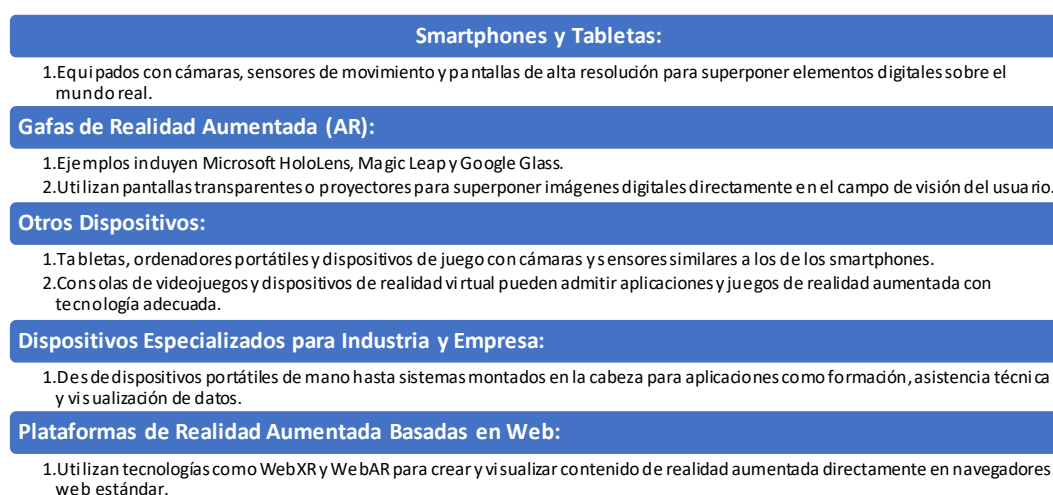 Smartphones y Tabletas:
1.Equipados con cámaras, sensores de movimiento y pantallas de alta resolución para superponer elementos digitales sobre el
mundo real.
Gafas de Realidad Aumentada (AR):
1.Ejemplos incluyen Microsoft HoloLens, Magic Leap y Google Glass.
2.Utilizan pantallas transparentes o proyectores para superponer imágenes digitales directamente en el campo de visión del usuario.
Otros Dispositivos:
1.Tabletas, ordenadores portátiles y dispositivos de juego con cámaras y sensores similares a los de los smartphones.
2.Consolas de videojuegos y dispositivos de realidad virtual pueden admitir aplicaciones y juegos de realidad aumentada con
tecnología adecuada.
Dispositivos Especializados para Industria y Empresa:
1.Desde dispositivos portátiles de mano hasta sistemas montados en la cabeza para aplicaciones como formación, asistencia técnica
y visualización de datos.
Plataformas de Realidad Aumentada Basadas en Web:
1.Utilizan tecnologías como WebXR y WebAR para crear y visualizar contenido de realidad aumentada directamente en navegadores
web estándar.